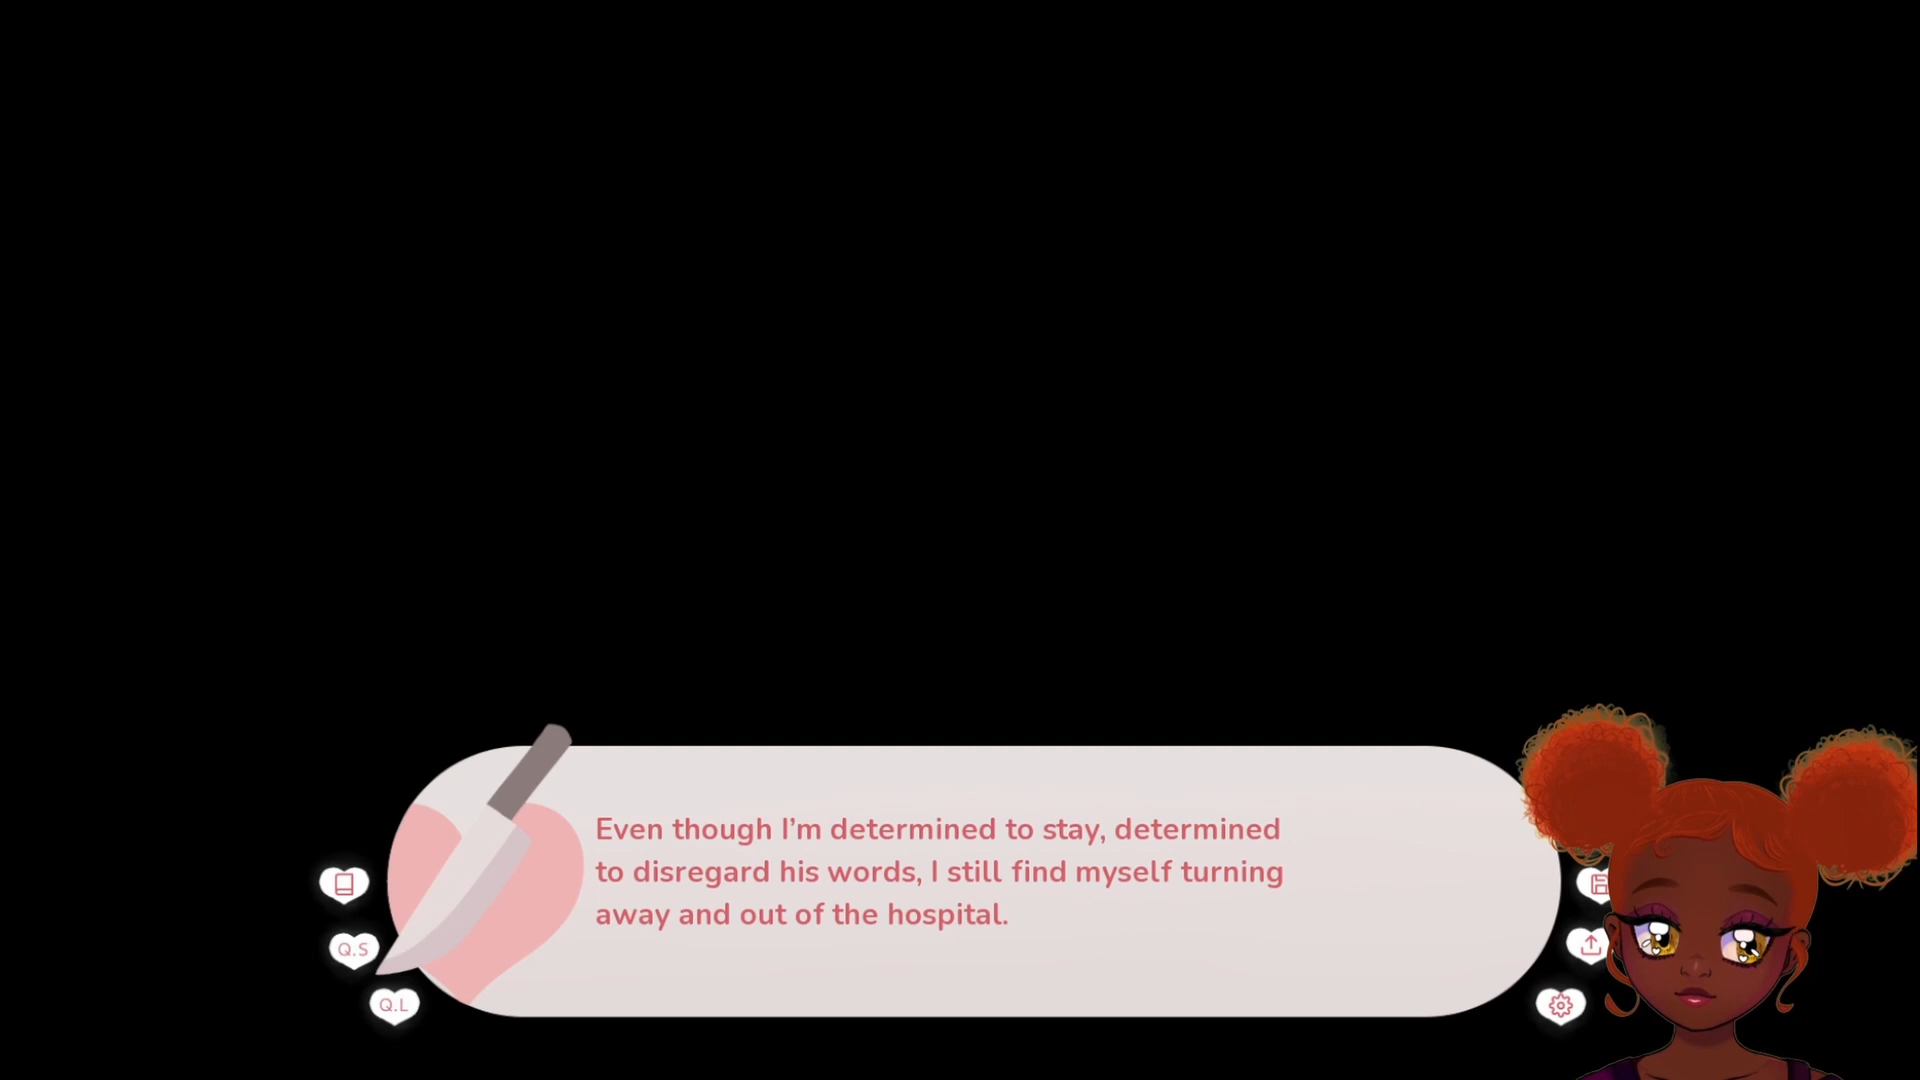 Even though I’m determined to stay, determined
to disregard his words, I still find myself turning
away and out of the hospital.
Q.S
Q.L